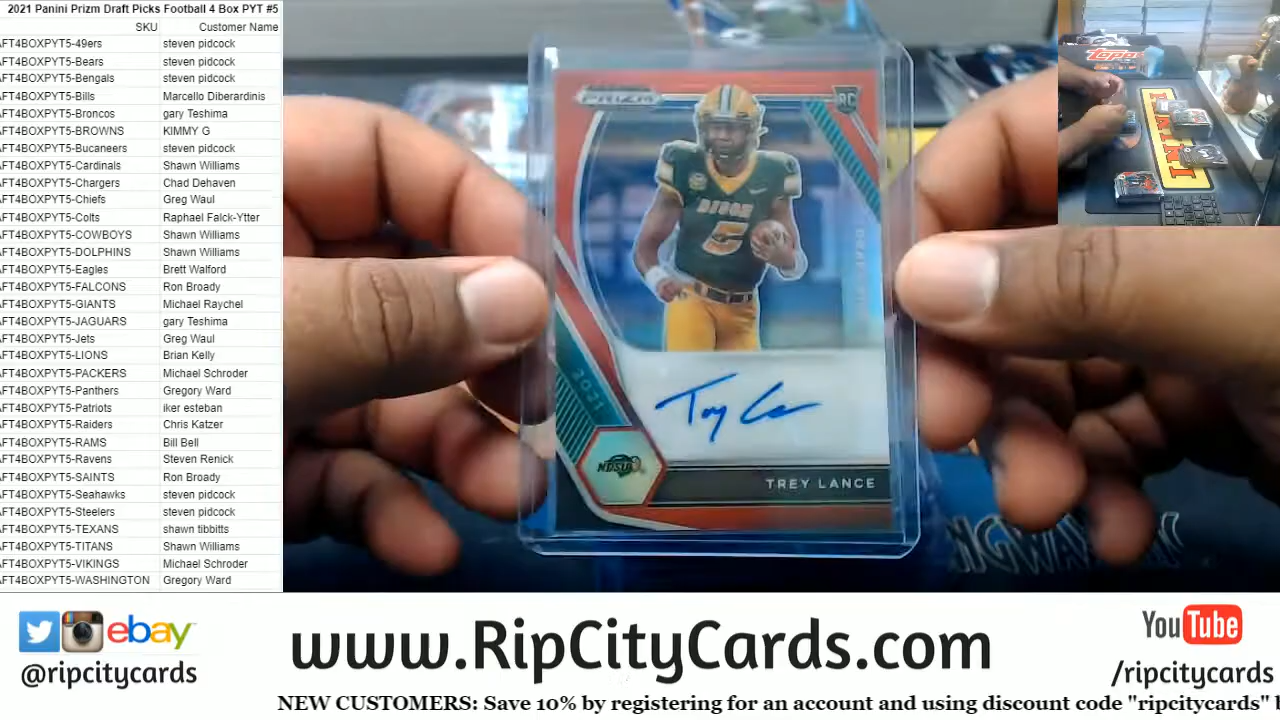 2021 Panini Prizm Draft Picks Football 4 Box PYT #5
SKU Customer Name
AFT4BOXPYT5-49ers steven pidcock
AFT4BOXPYT5-Bears steven pidcock
AFT4BOXPYT5-Bengals steven pidcock
AFT4BOXPYT5-Bills Marcello Diberardinis
AFT4BOXPYT5-Broncos gary Teshima
AFT4BOXPYT5-BROWNS KIMMY G
AFT4BOXPYT5-Bucaneers steven pidcock
AFT4BOXPYT5-Cardinals Shawn Williams
AFT4BOXPYT5-Chargers Chad Dehaven
AFT4BOXPYT5-Chiefs Greg Waul
AFT4BOXPYT5-Colts Raphael Falck-Ytter
AFT4BOXPYT5-COWBOYS Shawn Williams
AFT4BOXPYT5-DOLPHINS Shawn Williams
AFT4BOXPYT5-Eagles Brett Walford
AFT4BOXPYT5-FALCONS Ron Broady
AFT4BOXPYT5-GIANTS Michael Raychel
AFT4BOXPYT5-JAGUARS gary Teshima
AFT4BOXPYT5-Jets Greg Waul
AFT4BOXPYT5-LIONS Brian Kelly
AFT4BOXPYT5-PACKERS Michael Schroder
AFT4BOXPYT5-Panthers Gregory Ward
AFT4BOXPYT5-Patriots iker esteban
AFT4BOXPYT5-Raiders Chris Katzer
AFT4BOXPYT5-RAMS Bill Bell
AFT4BOXPYT5-Ravens Steven Renick
AFT4BOXPYT5-SAINTS Ron Broady
AFT4BOXPYT5-Seahawks steven pidcock
AFT4BOXPYT5-Steelers steven pidcock
AFT4BOXPYT5-TEXANS shawn tibbitts
AFT4BOXPYT5-TITANS Shawn Williams
AFT4BOXPYT5-VIKINGS Michael Schroder
AFT4BOXPYT5-WASHINGTON Gregory Ward
PRIZM
RC
BISON
5
2021
NDSU
TREY LANCE
Topps
PANINI
ebay
@ripcitycards
www.RipCityCards.com
YouTube
/ripcitycards
NEW CUSTOMERS: Save 10% by registering for an account and using discount code "ripcitycards"